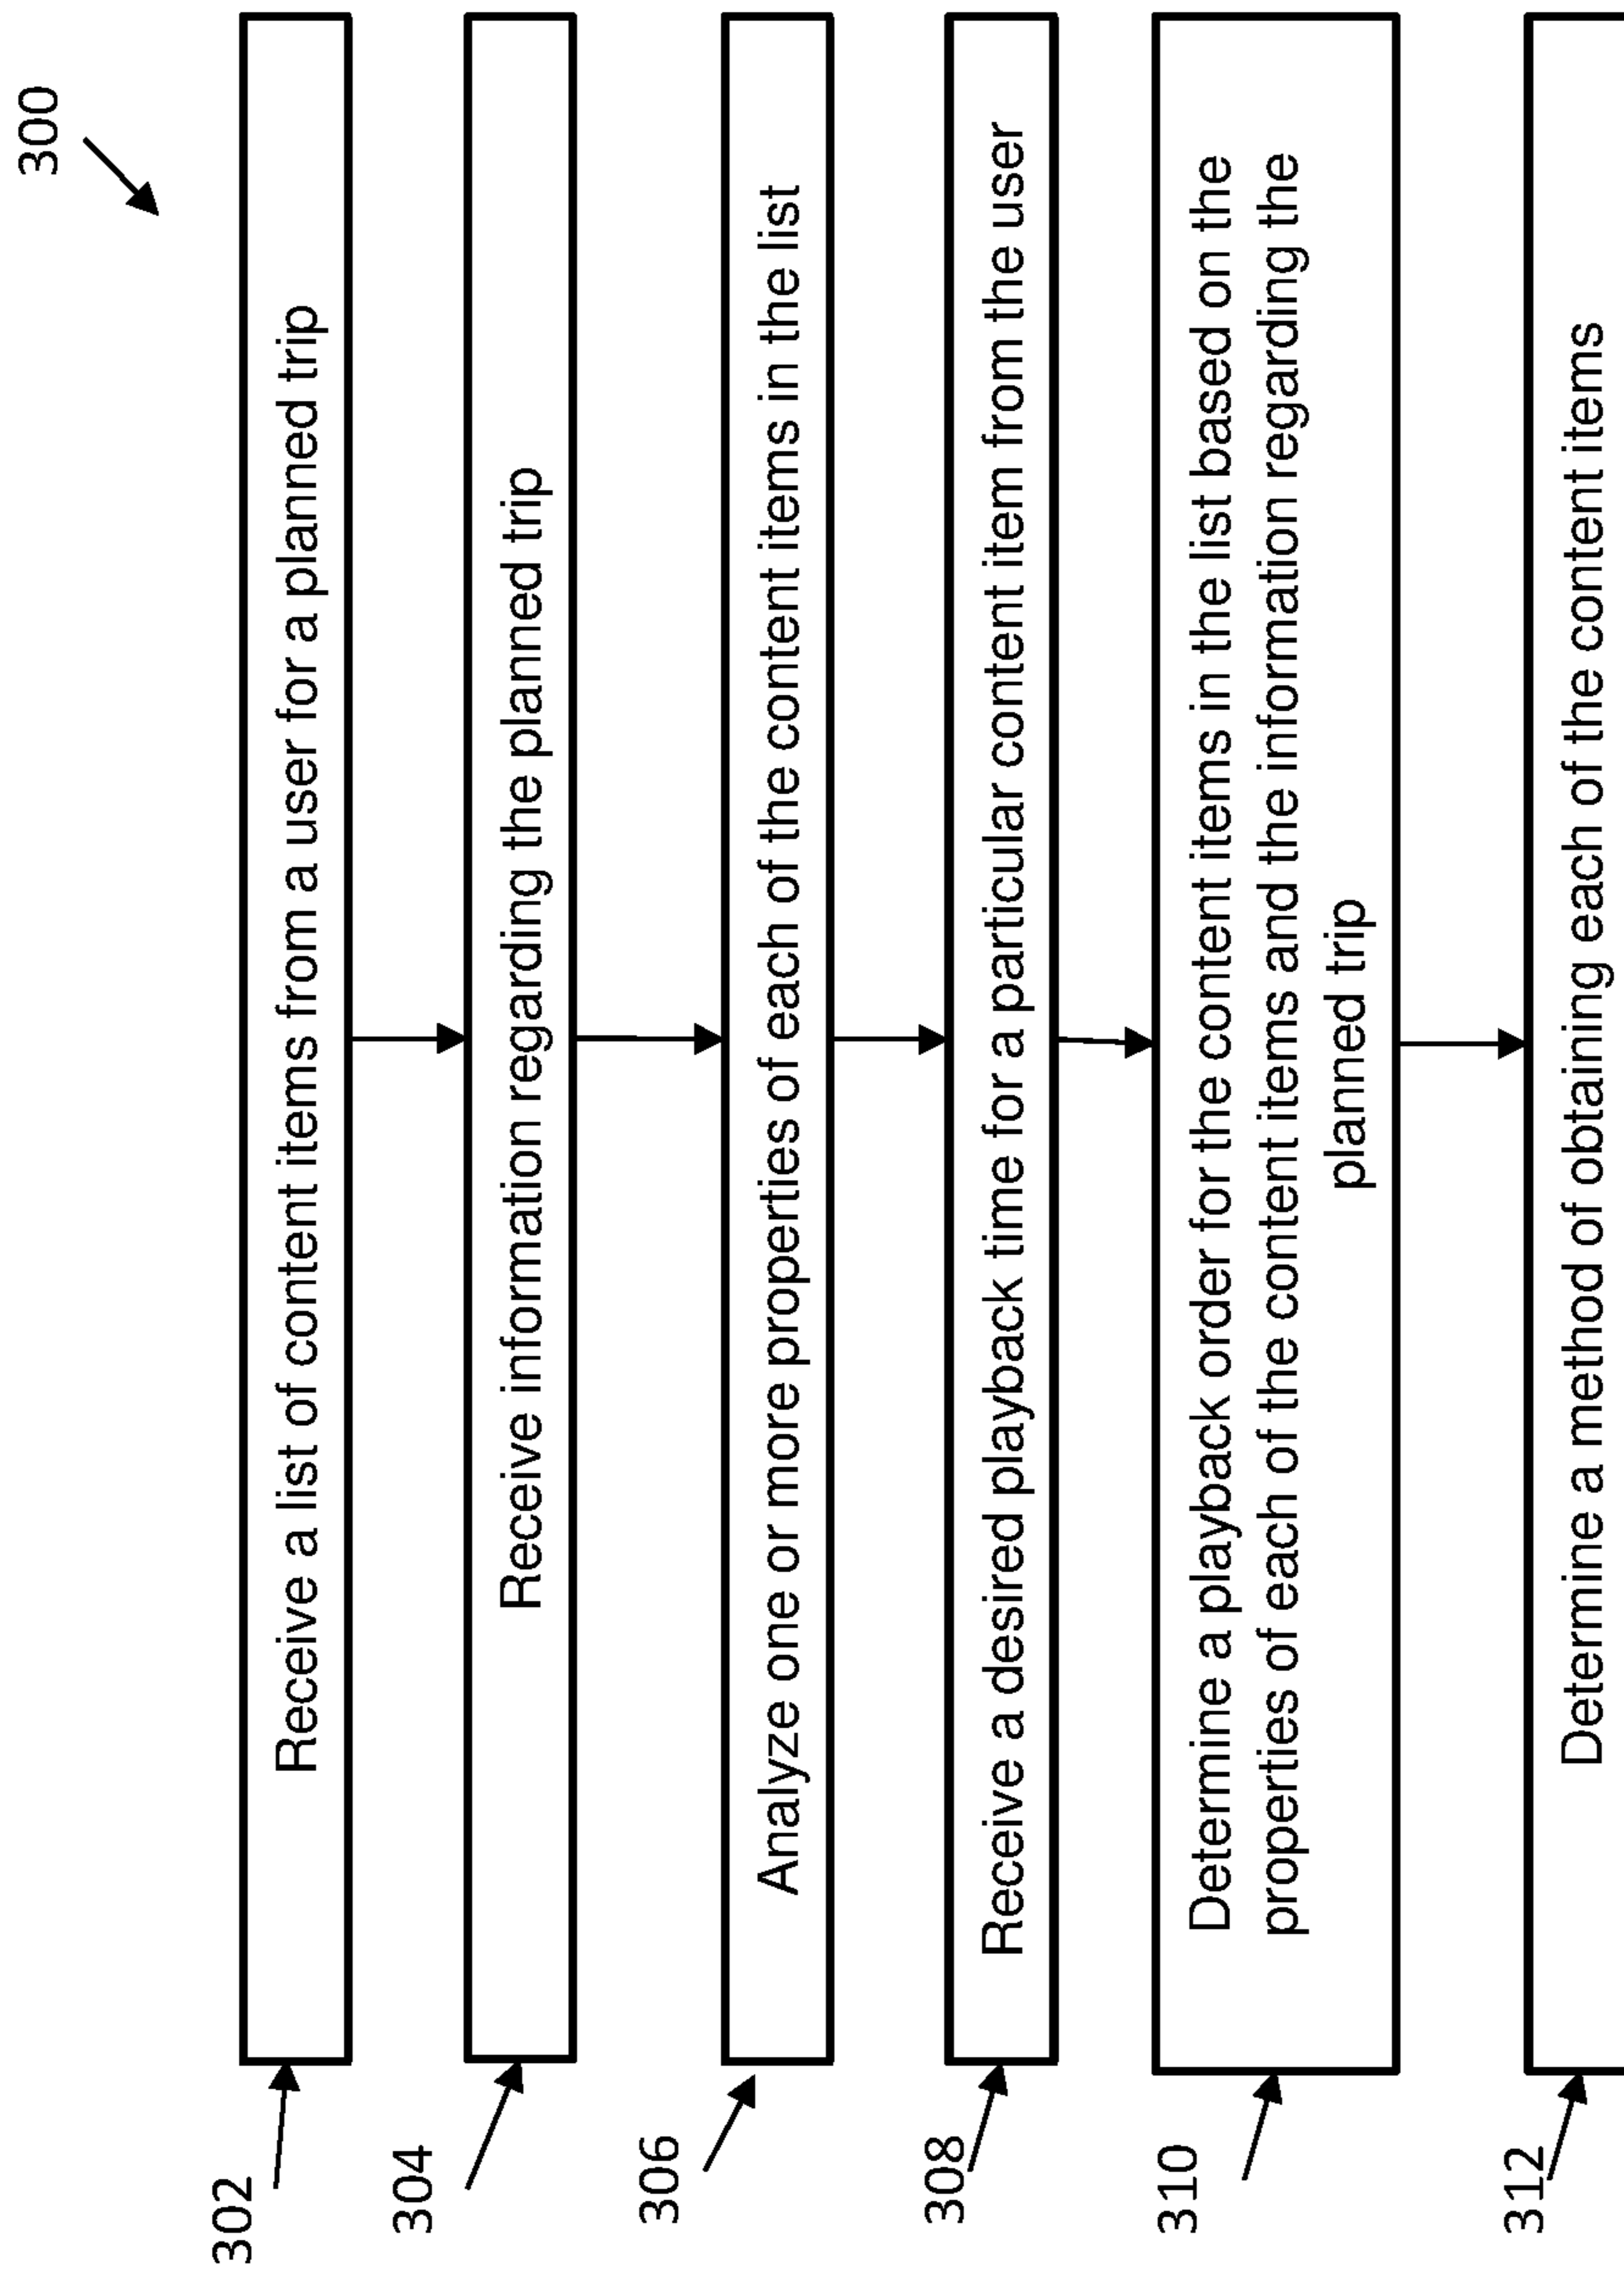 300
302
Receive a list of content items from a user for a planned trip
304
Receive information regarding the planned trip
306
Analyze one or more properties of each of the content items in the list
308
Receive a desired playback time for a particular content item from the user
310
Determine a playback order for the content items in the list based on the
properties of each of the content items and the information regarding the
planned trip
312
Determine a method of obtaining each of the content items